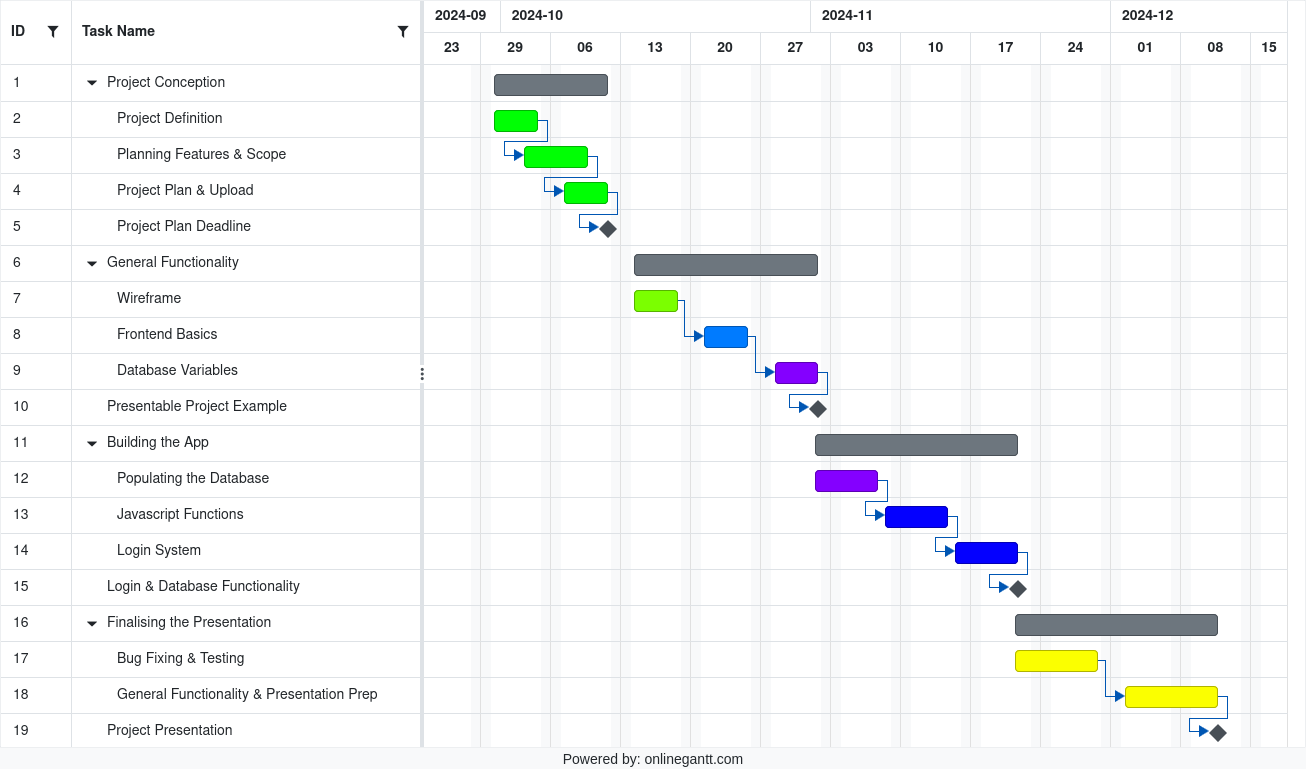 ID Task Name 2024-09 2024-10 2024-11 2024-12
23 29 06 13 20 27 03 10 17 24 01 08 15
1 Project Conception
2 Project Definition
3 Planning Features & Scope
4 Project Plan & Upload
5 Project Plan Deadline
6 General Functionality
7 Wireframe
8 Frontend Basics
9 Database Variables
10 Presentable Project Example
11 Building the App
12 Populating the Database
13 Javascript Functions
14 Login System
15 Login & Database Functionality
16 Finalising the Presentation
17 Bug Fixing & Testing
18 General Functionality & Presentation Prep
19 Project Presentation
Powered by: onlinegantt.com